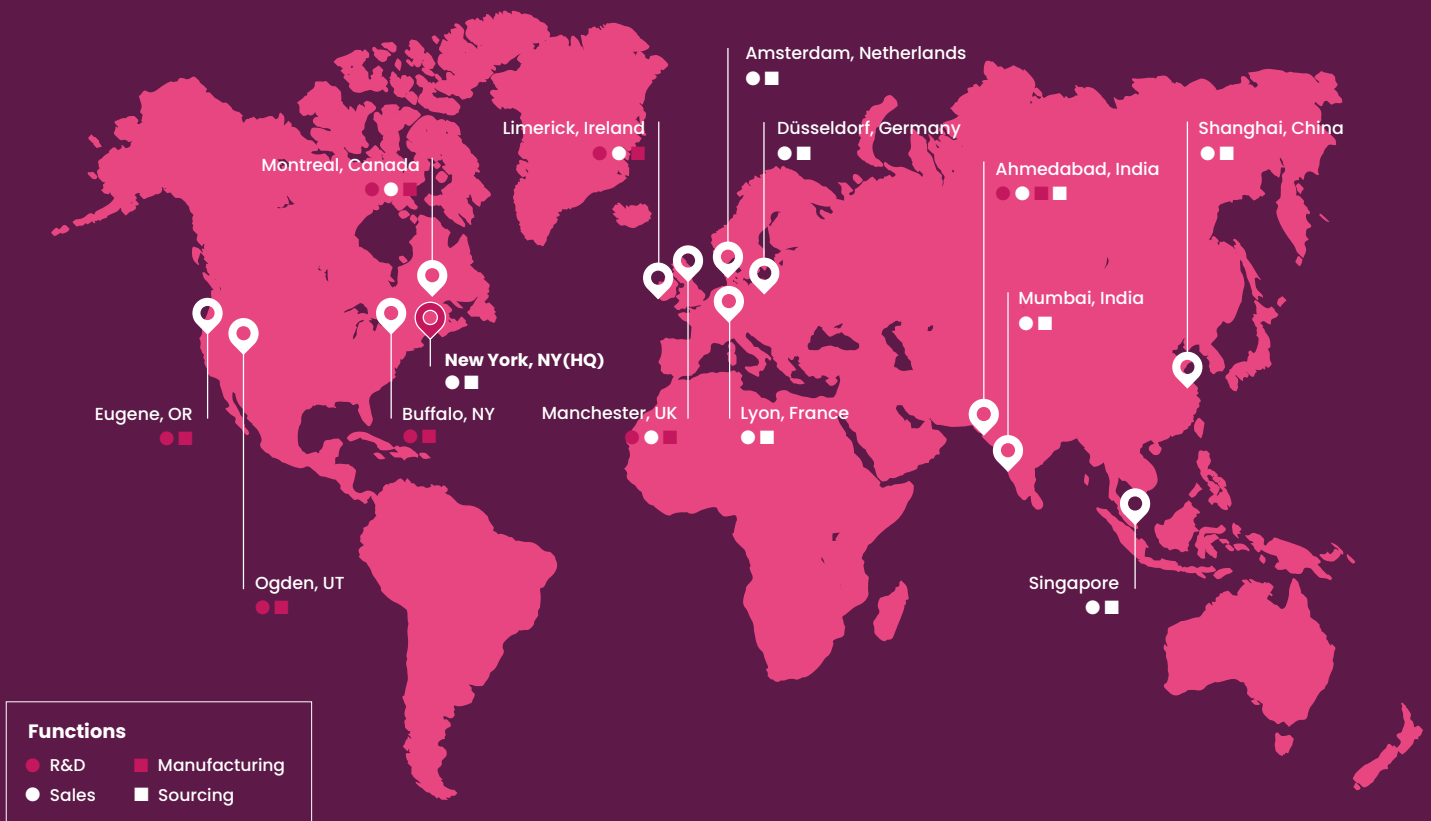 Amsterdam, Netherlands
Limerick, Ireland
Düsseldorf, Germany
Shanghai, China
Montreal, Canada
Ahmedabad, India
Mumbai, India
New York, NY(HQ)
Eugene, OR
Buffalo, NY
Manchester, UK
Lyon, France
Ogden, UT
Singapore
Functions
R&D
Manufacturing
Sales
Sourcing